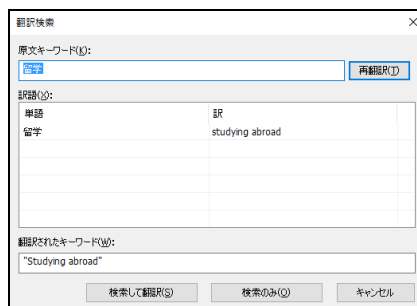 翻訳検索
原文キーワード(K):
留学
再翻訳(T)
訳語(X):
単語 訳
留学 studying abroad
翻訳されたキーワード(W):
"Studying abroad"
検索して翻訳(S) 検索のみ(O) キャンセル